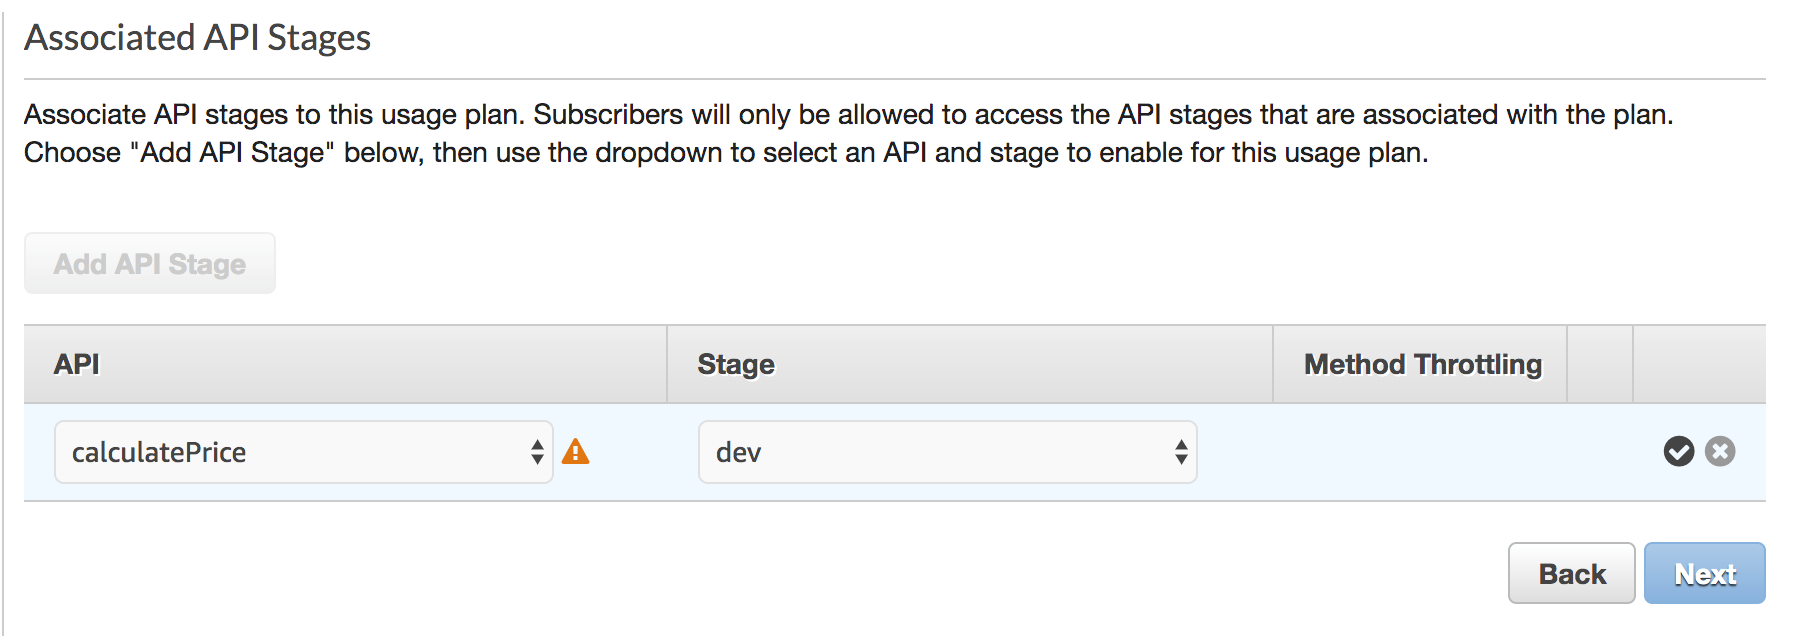 Associated API Stages
Associate API stages to this usage plan. Subscribers will only be allowed to access the API stages that are associated with the plan.
Choose "Add API Stage" below, then use the dropdown to select an API and stage to enable for this usage plan.
Add API Stage
API Stage Method Throttling
calculatePrice dev
Back Next